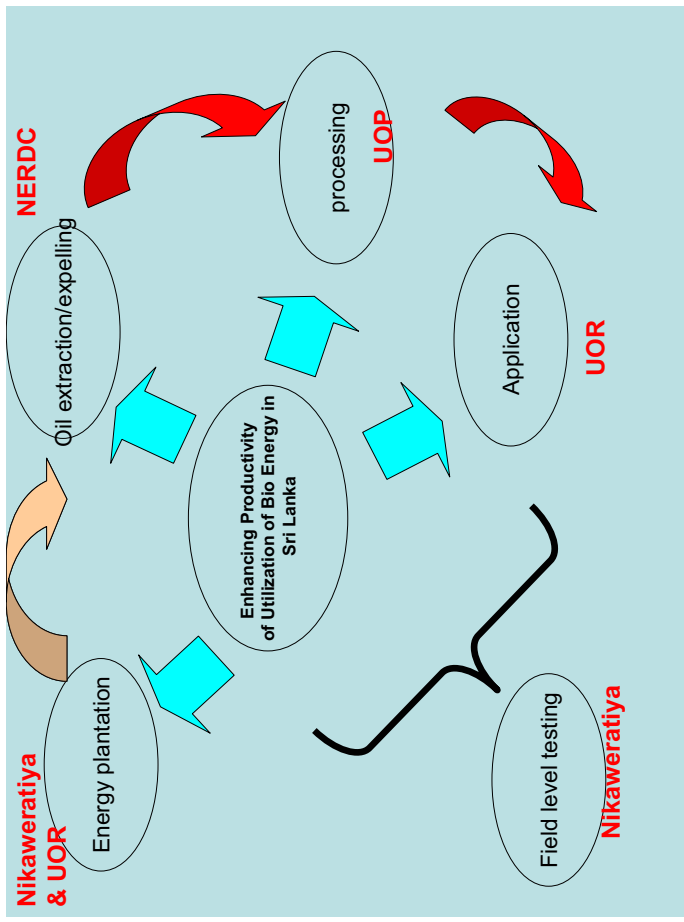 Nikaweratiya
& UOR
Energy plantation
NERDC
Oil extraction/expelling
processing
UOP
Enhancing Productivity
of Utilization of Bio Energy in
Sri Lanka
Application
UOR
Field level testing
Nikaweratiya